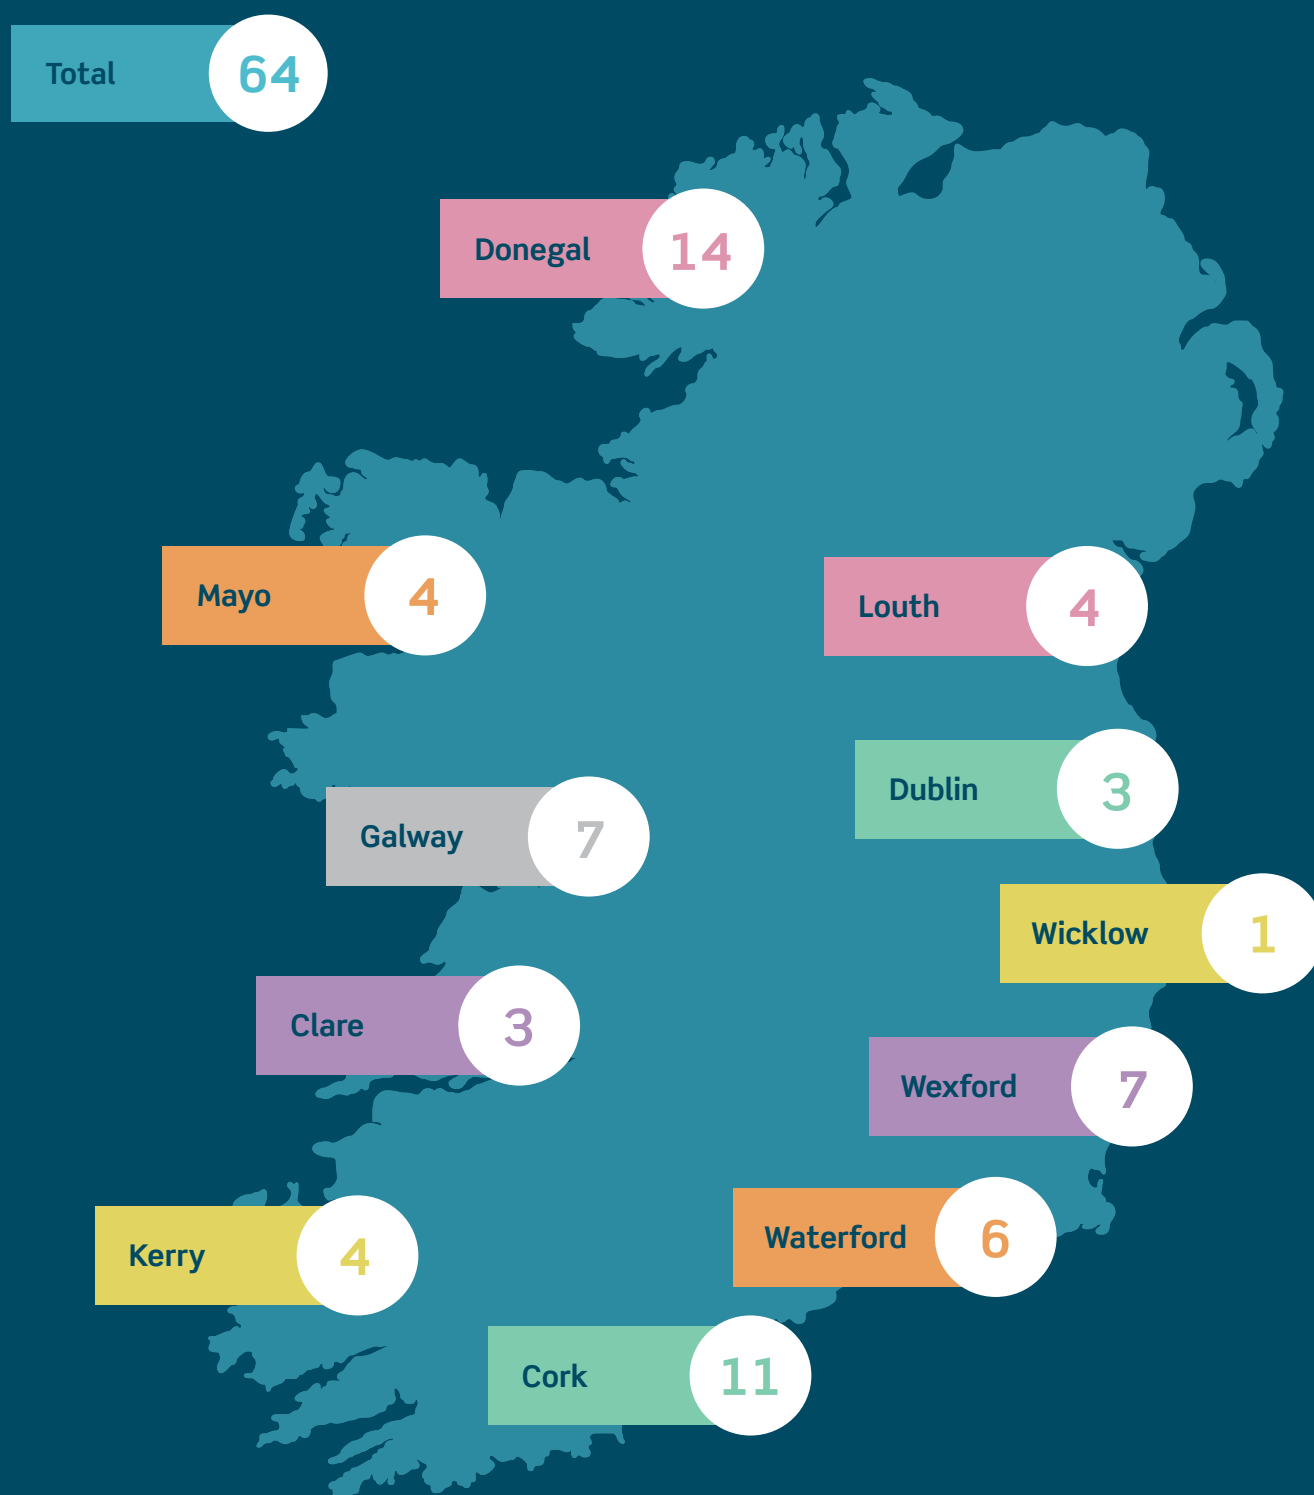 Total 64
Donegal 14
Mayo 4
Louth 4
Dublin 3
Galway 7
Wicklow 1
Clare 3
Wexford 7
Waterford 6
Kerry 4
Cork 11